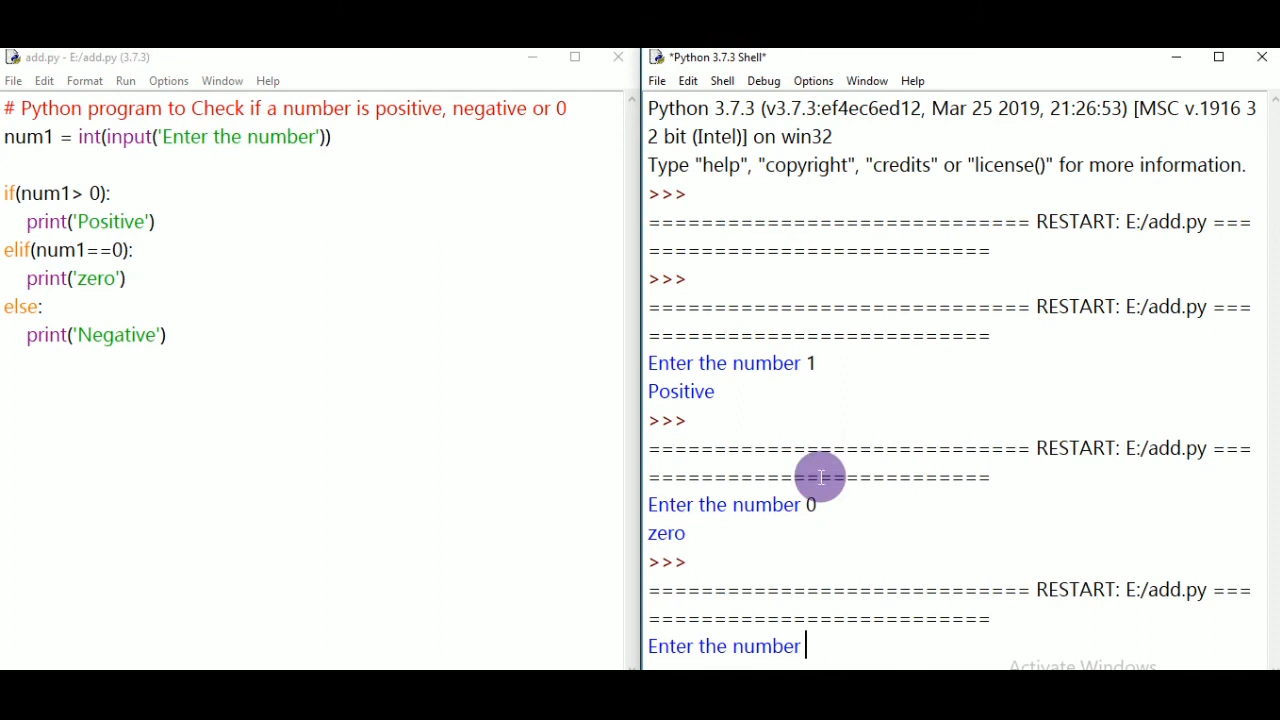 add.py - E:/add.py (3.7.3)
File Edit Format Run Options Window Help
# Python program to Check if a number is positive, negative or 0
num1 = int(input('Enter the number'))
if(num1> 0):
    print('Positive')
elif(num1==0):
    print('zero')
else:
    print('Negative')
*Python 3.7.3 Shell*
File Edit Shell Debug Options Window Help
Python 3.7.3 (v3.7.3:ef4ec6ed12, Mar 25 2019, 21:26:53) [MSC v.1916 3
2 bit (Intel)] on win32
Type "help", "copyright", "credits" or "license()" for more information.
>>>
============================= RESTART: E:/add.py ===
==========================
>>>
============================= RESTART: E:/add.py ===
==========================
Enter the number 1
Positive
>>>
============================= RESTART: E:/add.py ===
==========================
Enter the number 0
zero
>>>
============================= RESTART: E:/add.py ===
==========================
Enter the number
Activate Windows